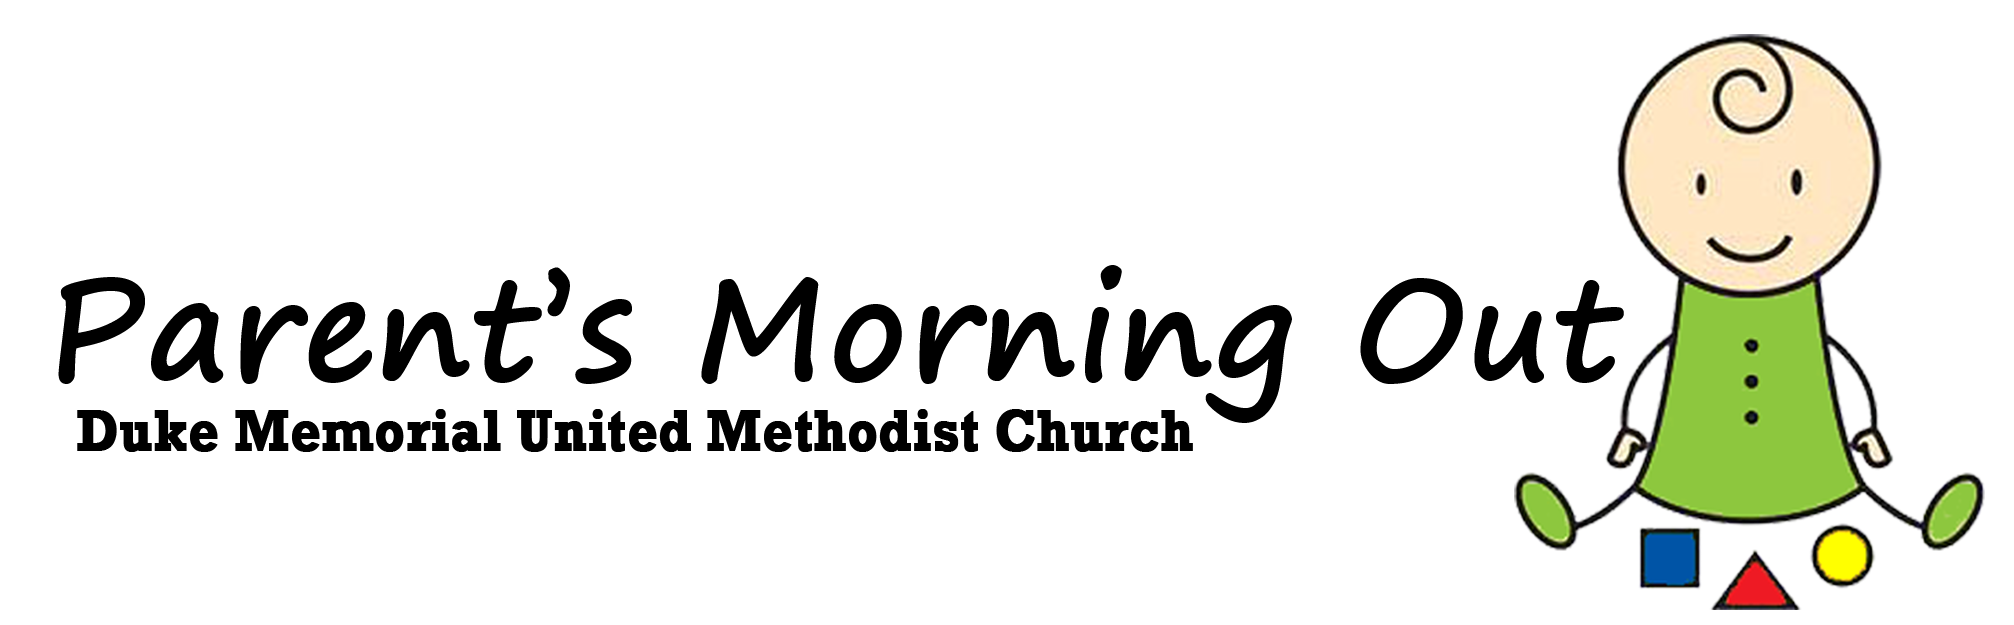 Parent’s Morning Out
Duke Memorial United Methodist Church